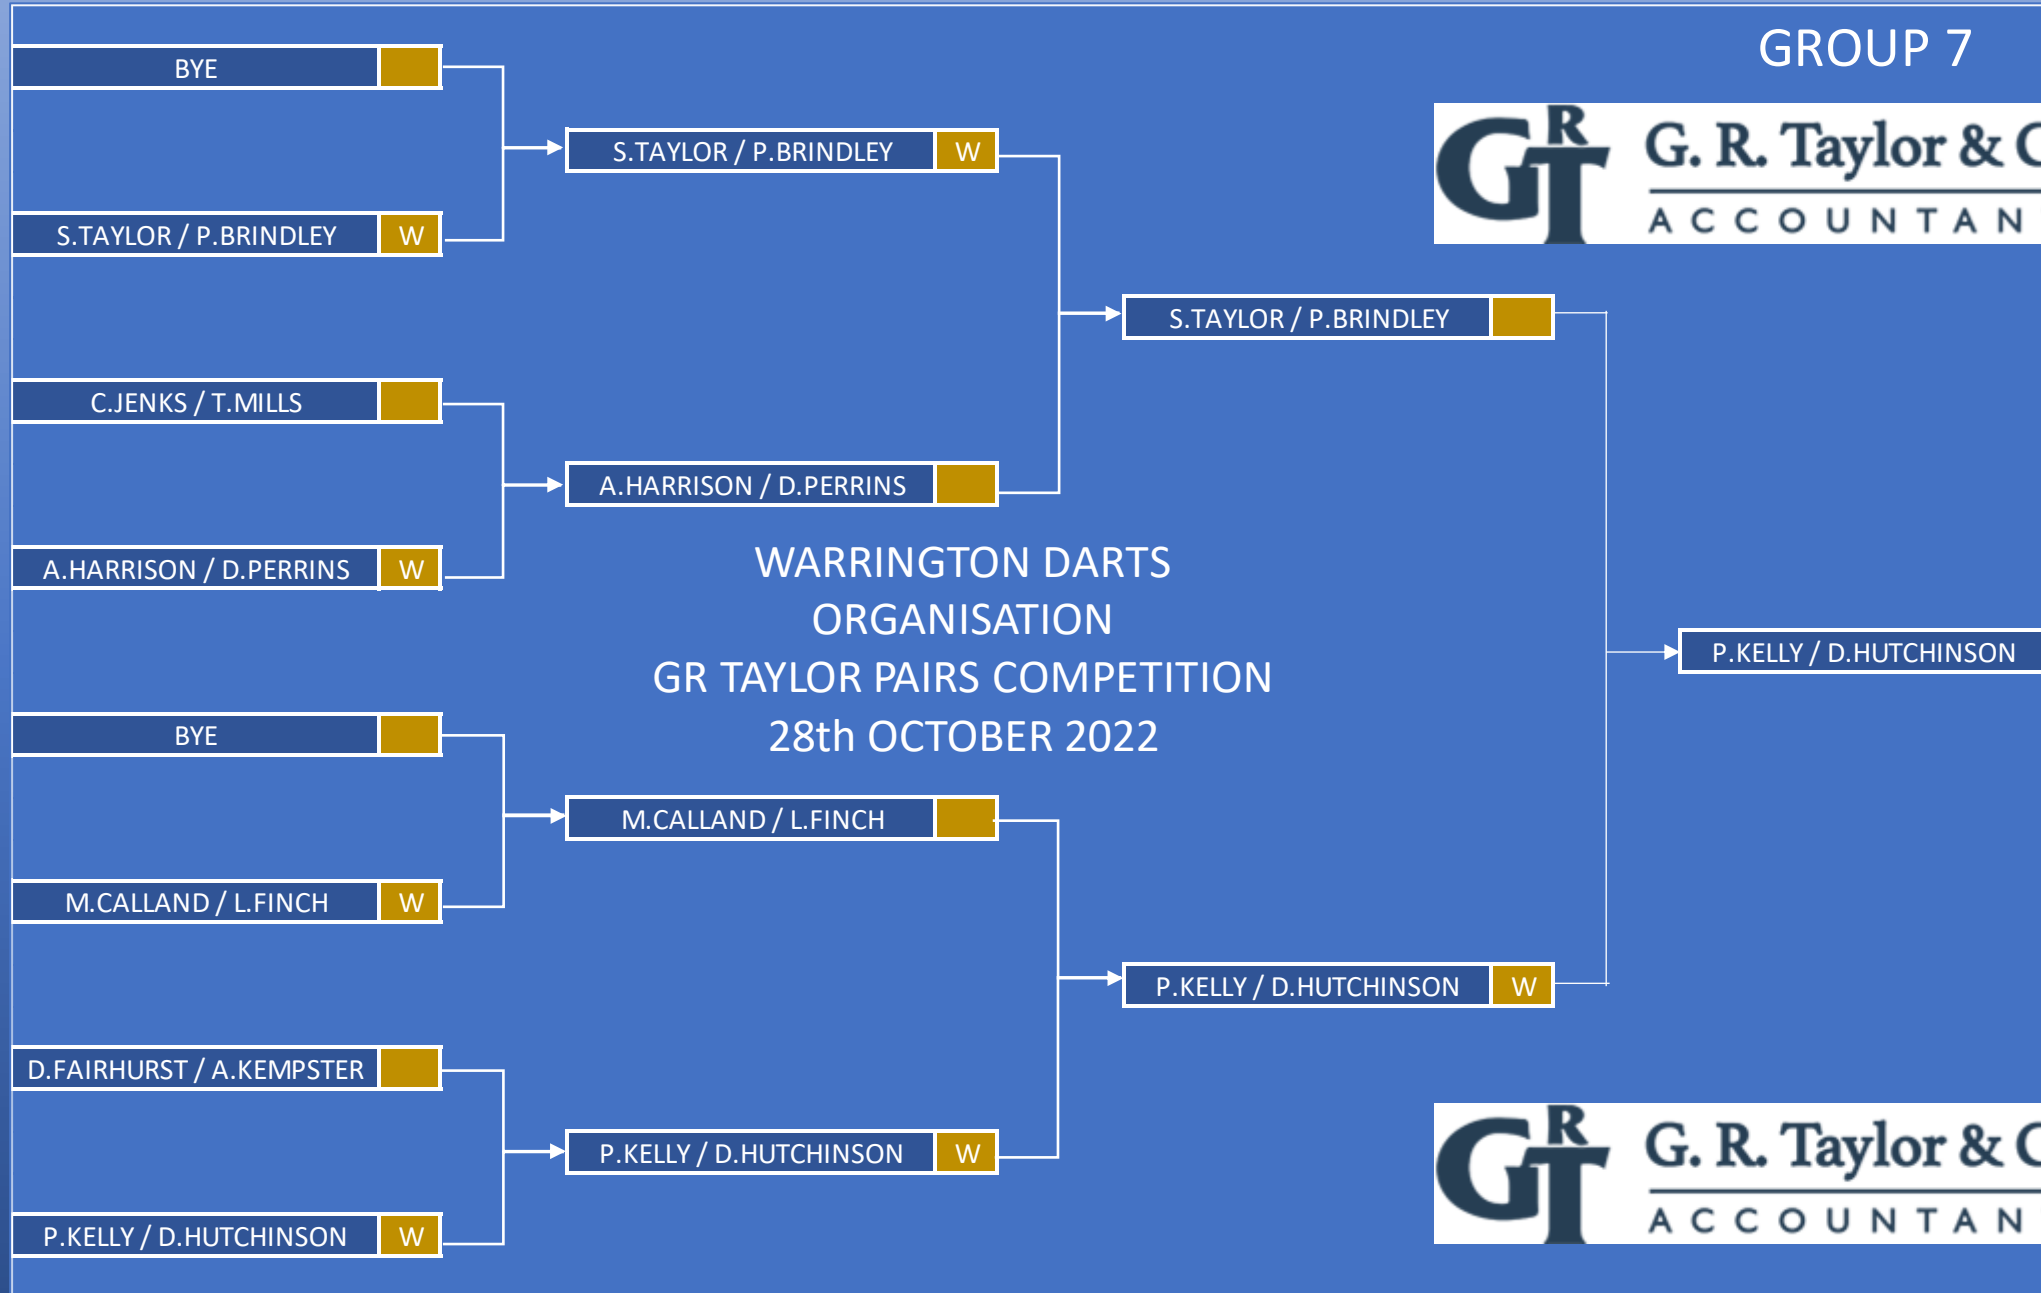 GROUP 7
G. R. Taylor & C
ACCOUNTAN
BYE
S.TAYLOR / P.BRINDLEY W
S.TAYLOR / P.BRINDLEY W
S.TAYLOR / P.BRINDLEY
C.JENKS / T.MILLS
A.HARRISON / D.PERRINS
A.HARRISON / D.PERRINS W
WARRINGTON DARTS
ORGANISATION
GR TAYLOR PAIRS COMPETITION
28th OCTOBER 2022
P.KELLY / D.HUTCHINSON
BYE
M.CALLAND / L.FINCH
M.CALLAND / L.FINCH W
P.KELLY / D.HUTCHINSON W
D.FAIRHURST / A.KEMPSTER
P.KELLY / D.HUTCHINSON W
P.KELLY / D.HUTCHINSON W
G. R. Taylor & C
ACCOUNTAN